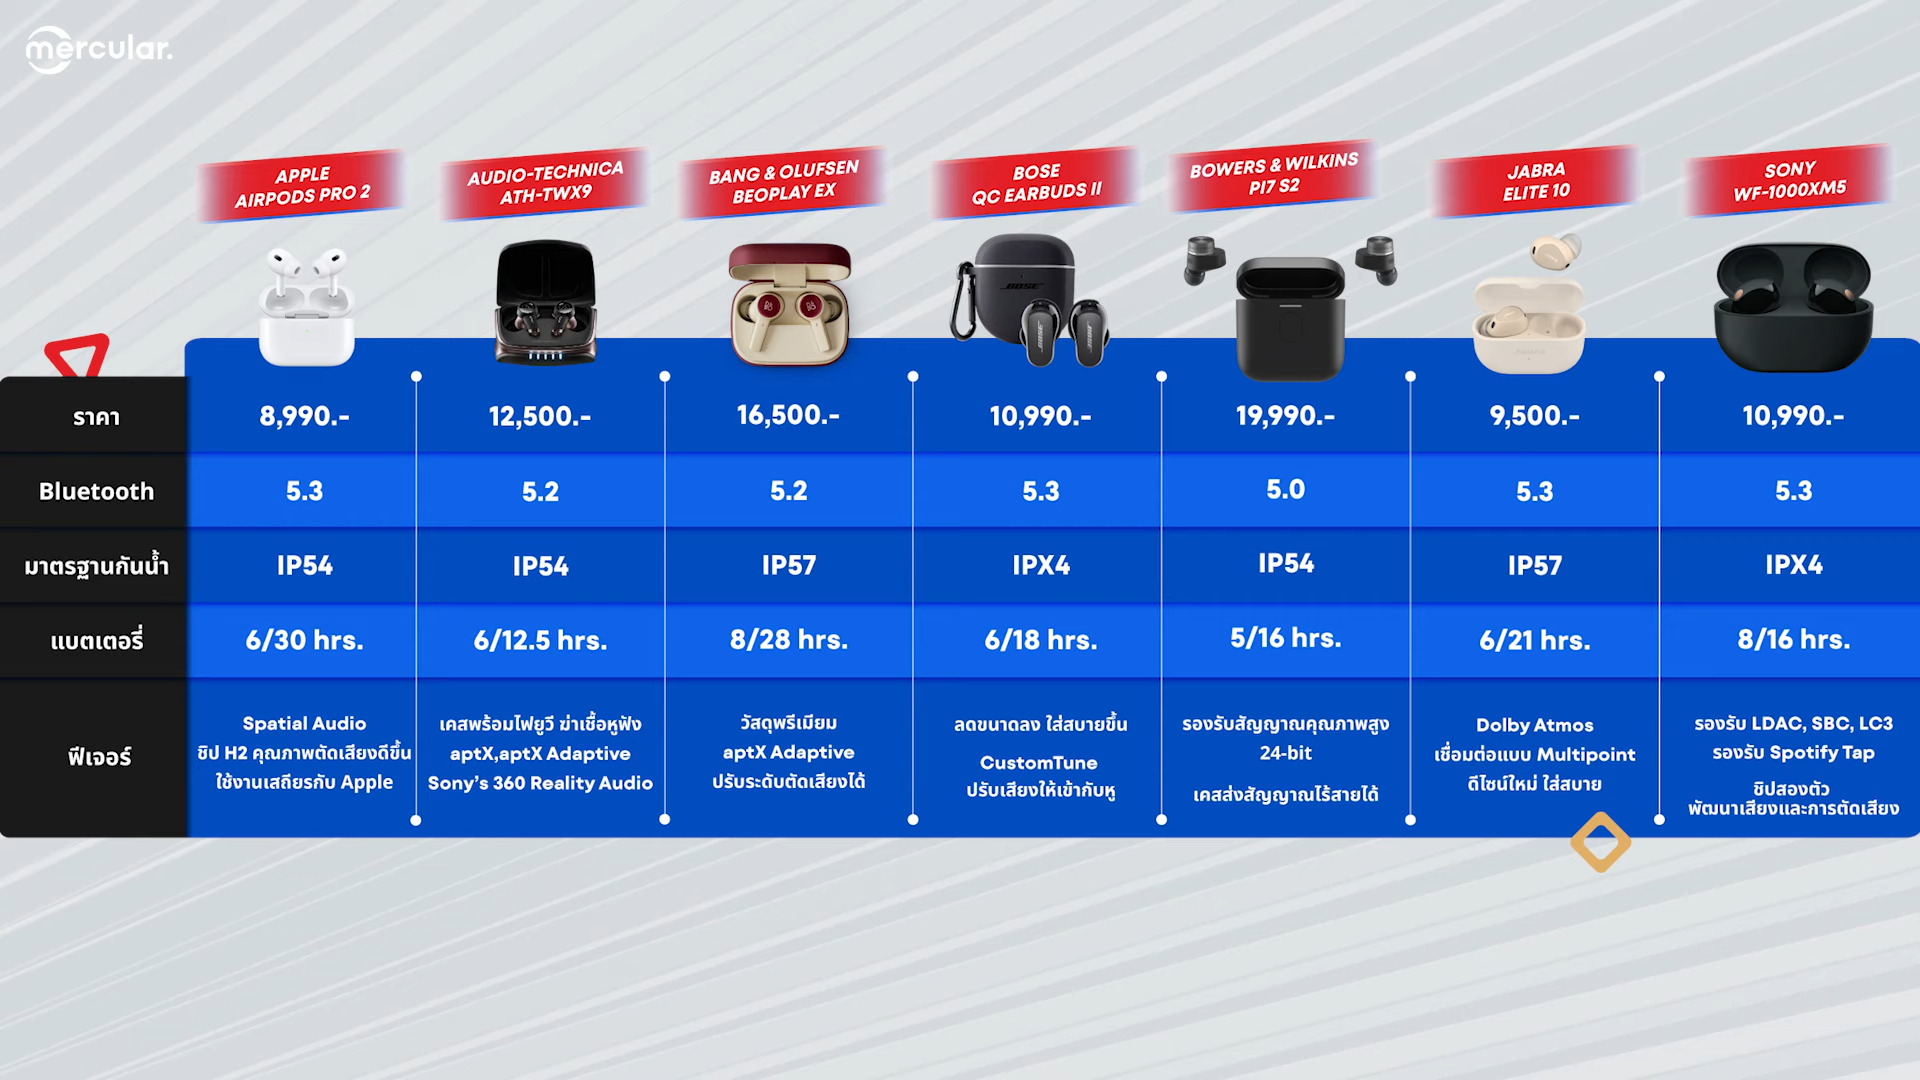 mercular.
APPLE
AIRPODS PRO 2
AUDIO-TECHNICA
ATH-TWX9
BANG & OLUFSEN
BEOPLAY EX
BOSE
QC EARBUDS II
BOWERS & WILKINS
PI7 S2
JABRA
ELITE 10
SONY
WF-1000XM5
BOSE
BOSE
BOSE
ราคา
8,990.-
12,500.-
16,500.-
10,990.-
19,990.-
9,500.-
10,990.-
Bluetooth
5.3
5.2
5.2
5.3
5.0
5.3
5.3
มาตรฐานกันน้ำ
IP54
IP54
IP57
IPX4
IP54
IP57
IPX4
แบตเตอรี่
6/30 hrs.
6/12.5 hrs.
8/28 hrs.
6/18 hrs.
5/16 hrs.
6/21 hrs.
8/16 hrs.
ฟีเจอร์
Spatial Audio
ชิป H2 คุณภาพตัดเสียงดีขึ้น
ใช้งานเสถียรกับ Apple
เคสพร้อมไฟยูวี ฆ่าเชื้อหูฟัง
aptX,aptX Adaptive
Sony's 360 Reality Audio
วัสดุพรีเมียม
aptX Adaptive
ปรับระดับตัดเสียงได้
ลดขนาดลง ใส่สบายขึ้น
CustomTune
ปรับเสียงให้เข้ากับหู
รองรับสัญญาณคุณภาพสูง
24-bit
เคสส่งสัญญาณไร้สายได้
Dolby Atmos
เชื่อมต่อแบบ Multipoint
ดีไซน์ใหม่ ใส่สบาย
รองรับ LDAC, SBC, LC3
รองรับ Spotify Tap
ชิปสองตัว
พัฒนาเสียงและการตัดเสียง